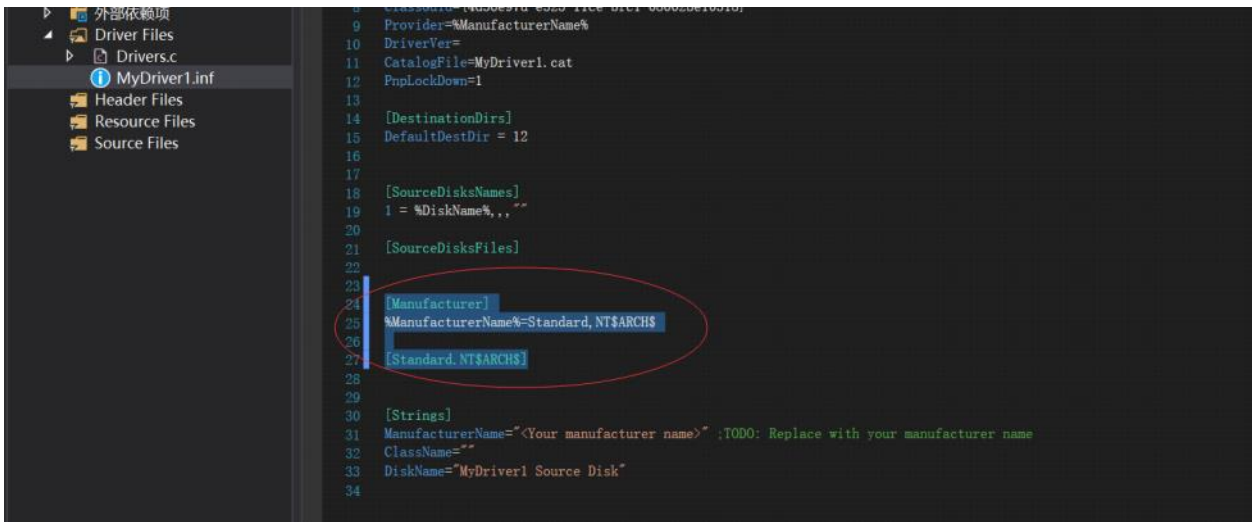 外部依赖项
Driver Files
Drivers.c
MyDriver1.inf
Header Files
Resource Files
Source Files
9 Provider=%ManufacturerName%
10 DriverVer=
11 CatalogFile=MyDriver1.cat
12 PnpLockDown=1
13
14 [DestinationDirs]
15 DefaultDestDir = 12
16
17
18 [SourceDisksNames]
19 1 = %DiskName%,,,""
20
21 [SourceDisksFiles]
22
23
24 [Manufacturer]
25 %ManufacturerName%=Standard,NT$ARCH$
26
27 [Standard.NT$ARCH$]
28
29
30 [Strings]
31 ManufacturerName="<Your manufacturer name>" ;TODO: Replace with your manufacturer name
32 ClassName=""
33 DiskName="MyDriver1 Source Disk"
34